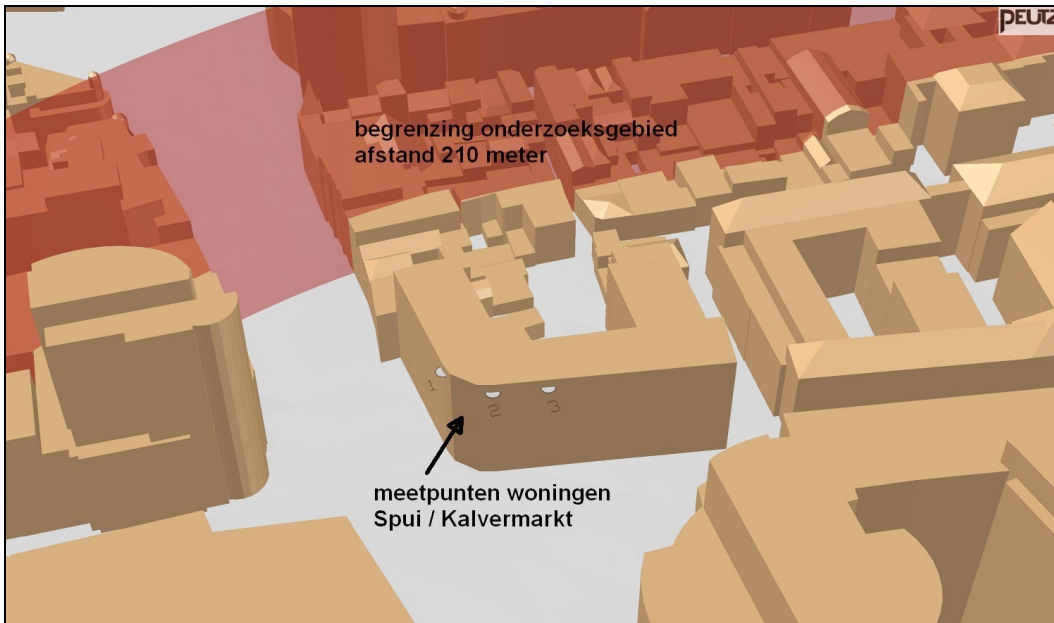 PEUTZ
begrenzing onderzoeksgebied
afstand 210 meter
1
2
3
meetpunten woningen
Spui / Kalvermarkt